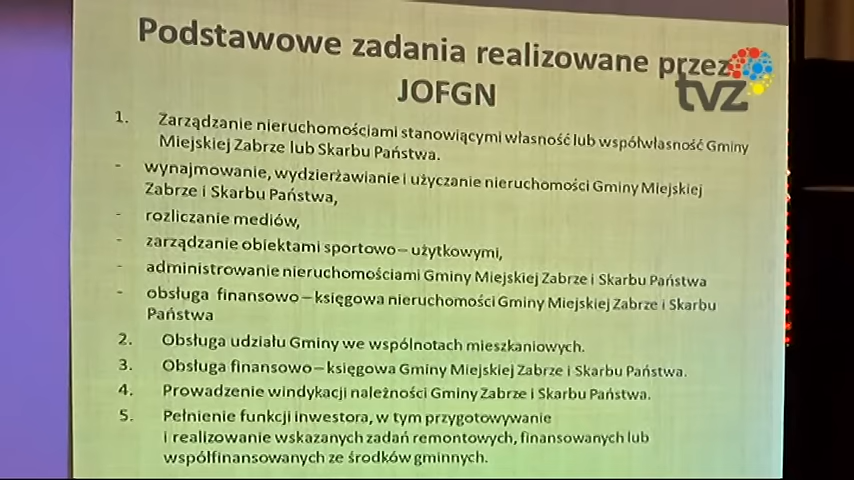 Podstawowe zadania realizowane przez
JOFGN
tvz
1. Zarządzanie nieruchomościami stanowiącymi własność lub współwłasność Gminy
Miejskiej Zabrze lub Skarbu Państwa.
- wynajmowanie, wydzierżawianie i użyczanie nieruchomości Gminy Miejskiej
Zabrze i Skarbu Państwa,
- rozliczanie mediów,
- zarządzanie obiektami sportowo – użytkowymi,
- administrowanie nieruchomościami Gminy Miejskiej Zabrze i Skarbu Państwa
- obsługa finansowo – księgowa nieruchomości Gminy Miejskiej Zabrze i Skarbu
Państwa
2. Obsługa udziału Gminy we wspólnotach mieszkaniowych.
3. Obsługa finansowo – księgowa Gminy Miejskiej Zabrze i Skarbu Państwa.
4. Prowadzenie windykacji należności Gminy Zabrze i Skarbu Państwa.
5. Pełnienie funkcji inwestora, w tym przygotowywanie
i realizowanie wskazanych zadań remontowych, finansowanych lub
współfinansowanych ze środków gminnych.